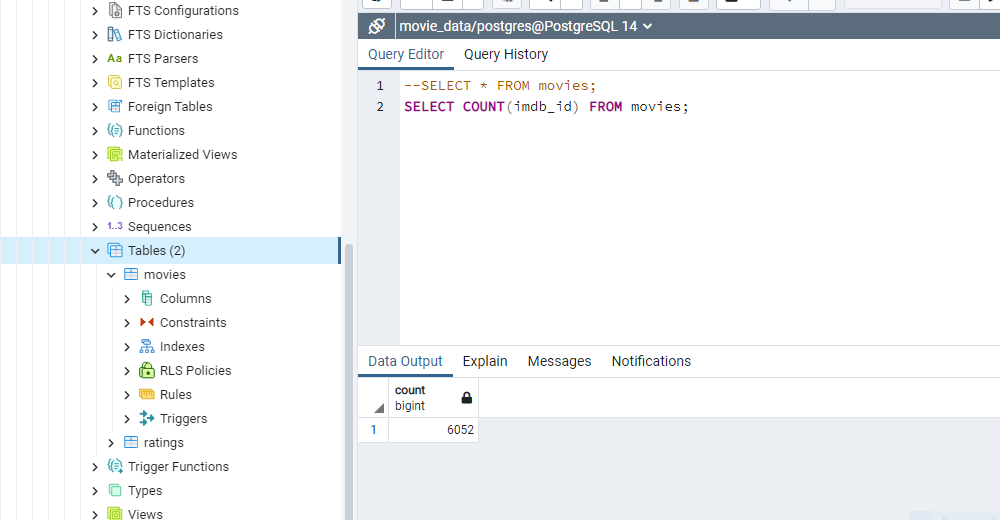 FTS Configurations
FTS Dictionaries
Aa FTS Parsers
FTS Templates
Foreign Tables
Functions
Materialized Views
Operators
Procedures
1..3 Sequences
Tables (2)
movies
Columns
Constraints
Indexes
RLS Policies
Rules
Triggers
ratings
Trigger Functions
Types
Views
movie_data/postgres@PostgreSQL 14
Query Editor Query History
1 --SELECT * FROM movies;
2 SELECT COUNT(imdb_id) FROM movies;
Data Output Explain Messages Notifications
count
bigint
1 6052